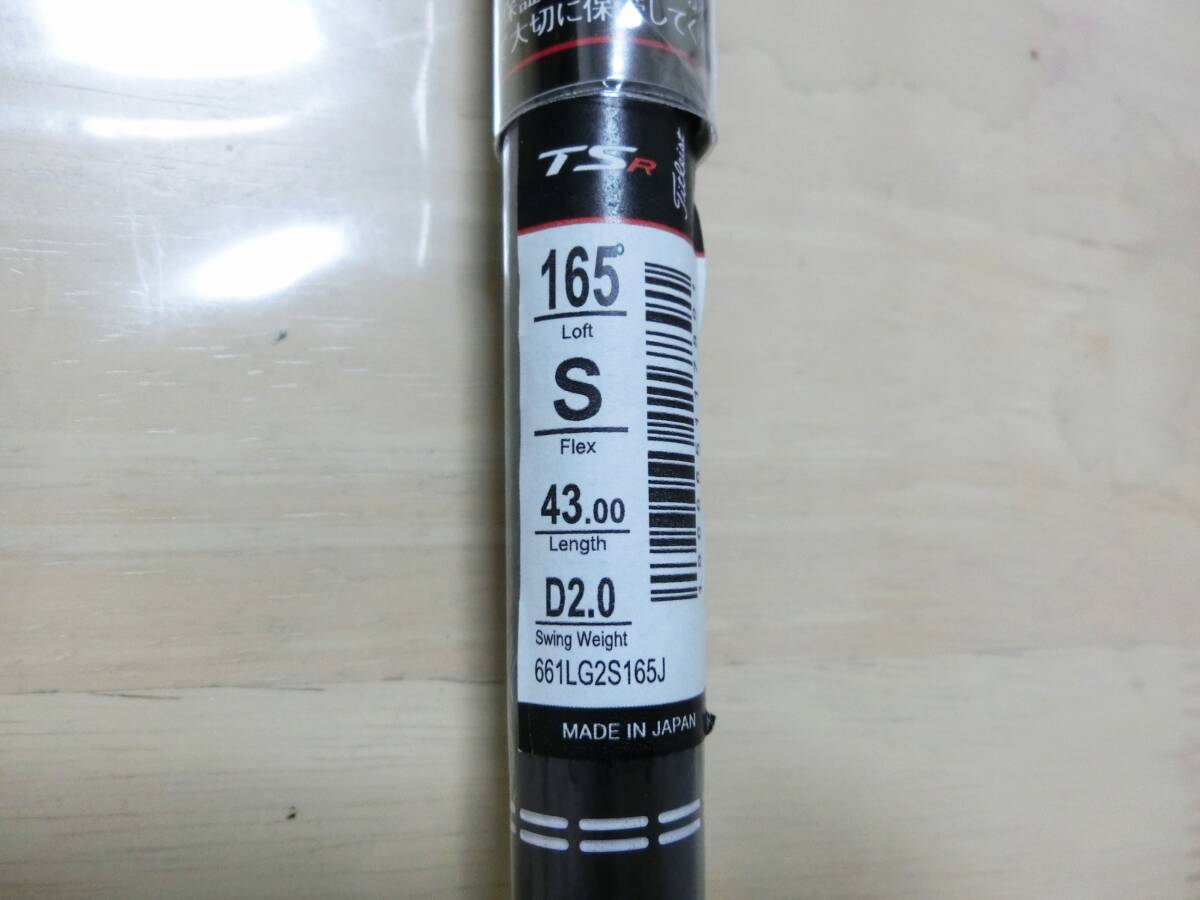 大切に保
してく
TSR
Titleist
165°
Loft
S
Flex
43.00
Length
D2.0
Swing Weight
661LG2S165J
MADE IN JAPAN